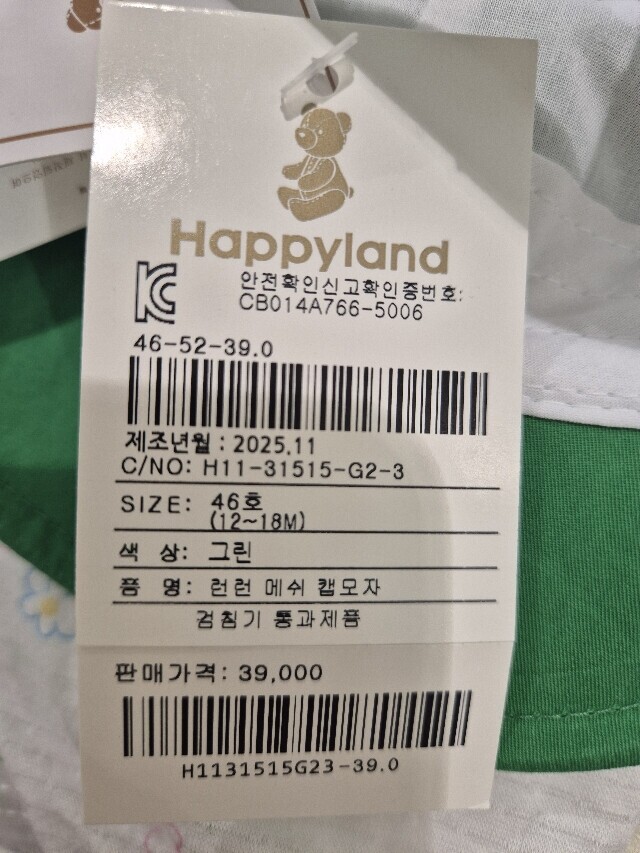 Happyland
안전확인신고확인증번호:
CB014A766-5006
46-52-39.0
제조년월 : 2025.11
C/NO: H11-31515-G2-3
SIZE: 46호
(12~18M)
색 상: 그린
품 명: 런런 메쉬 캡모자
검침기 통과제품
판매가격: 39,000
H1131515G23-39.0